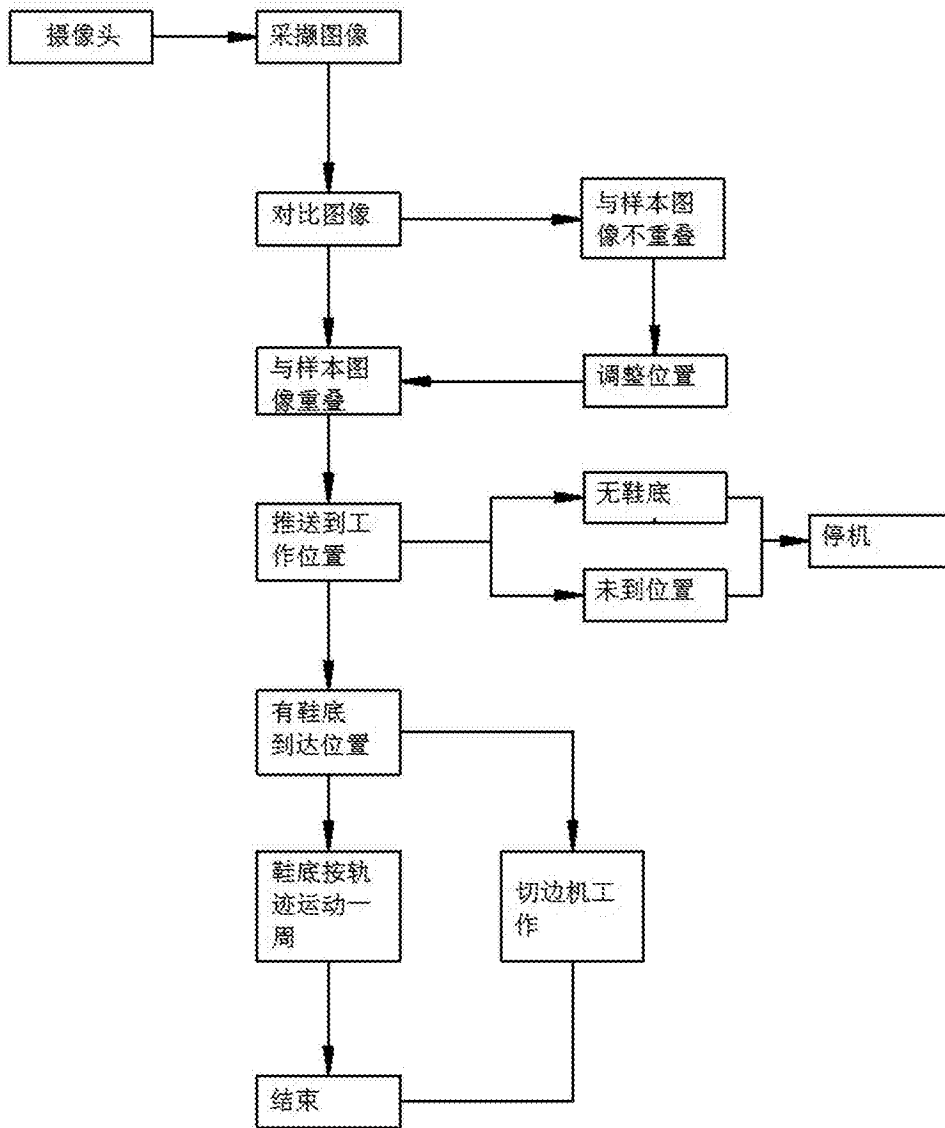 摄像头
采撷图像
对比图像
与样本图
像不重叠
与样本图
像重叠
调整位置
推送到工
作位置
无鞋底
未到位置
停机
有鞋底
到达位置
鞋底按轨
迹运动一
周
切边机工
作
结束